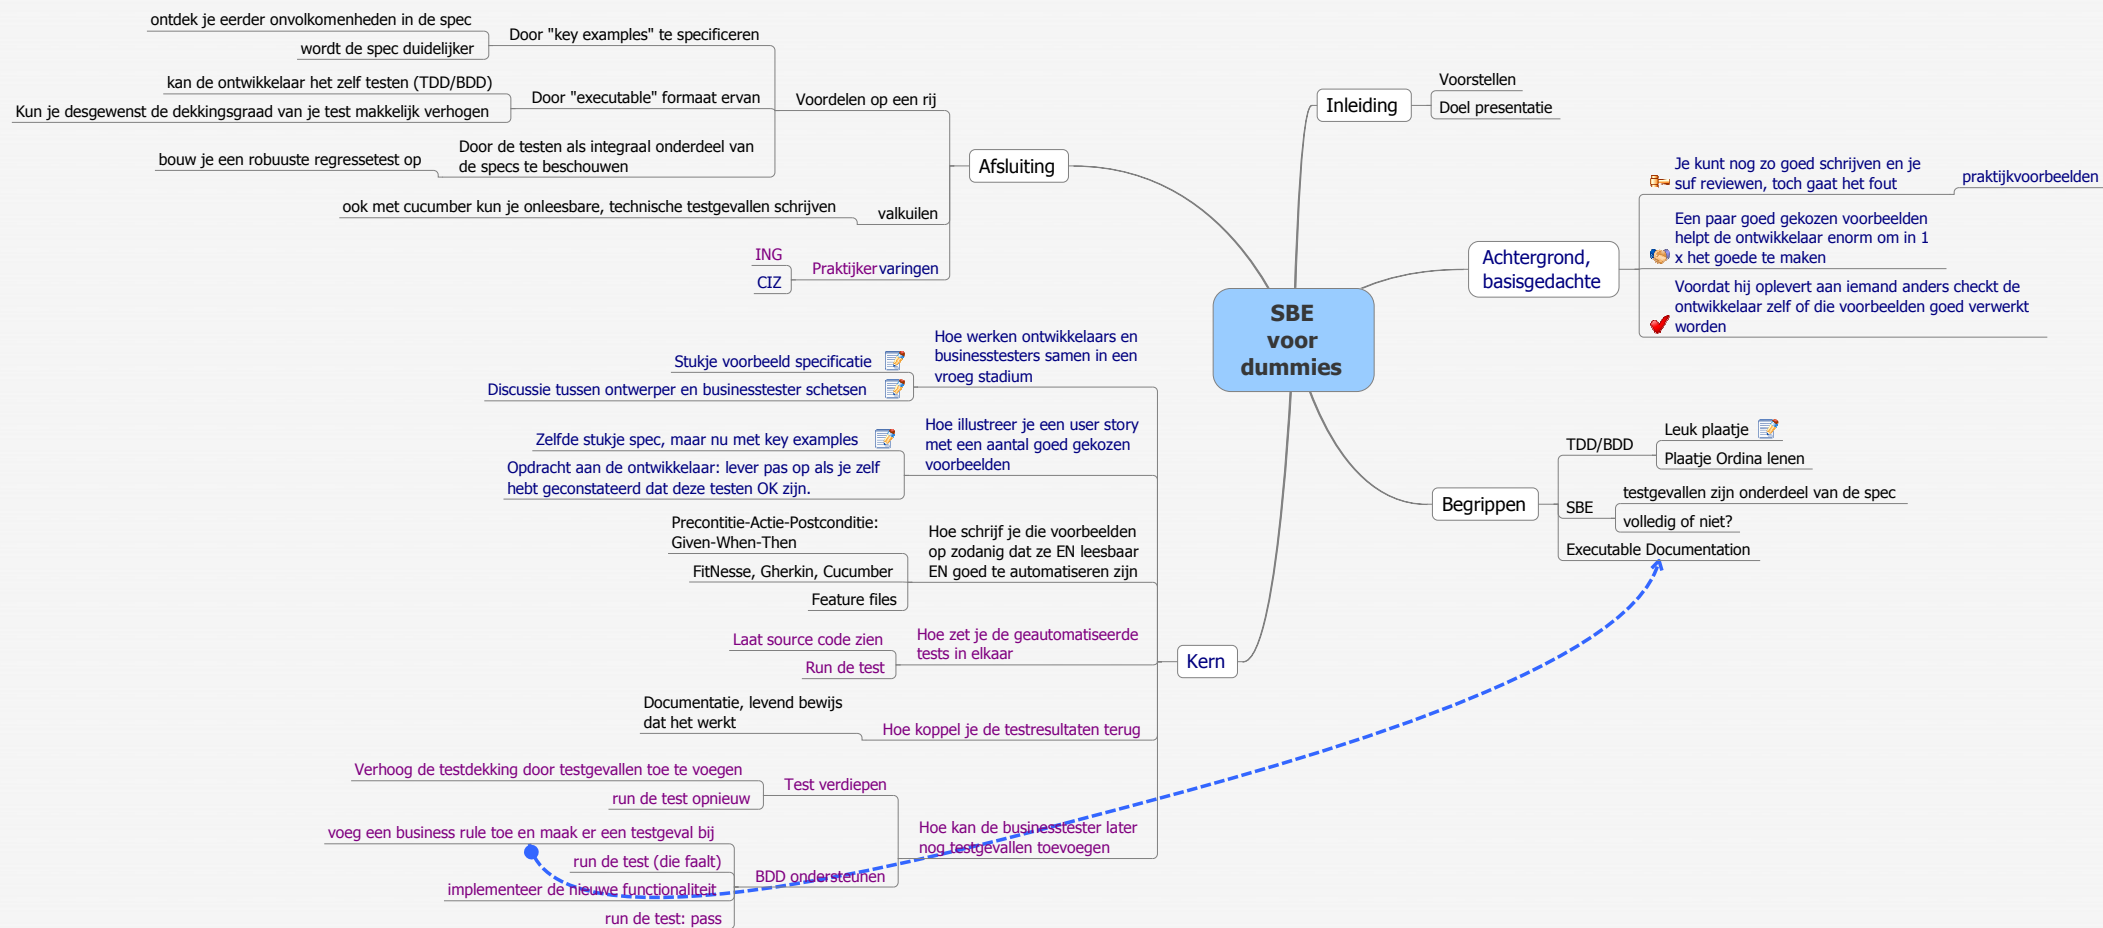 SBE
voor
dummies
Inleiding
Voorstellen
Doel presentatie
Achtergrond,
basisgedachte
Je kunt nog zo goed schrijven en je
suf reviewen, toch gaat het fout
praktijkvoorbeelden
Een paar goed gekozen voorbeelden
helpt de ontwikkelaar enorm om in 1
x het goede te maken
Voordat hij oplevert aan iemand anders checkt de
ontwikkelaar zelf of die voorbeelden goed verwerkt
worden
Begrippen
TDD/BDD
Leuk plaatje
Plaatje Ordina lenen
SBE
testgevallen zijn onderdeel van de spec
volledig of niet?
Executable Documentation
Kern
Hoe werken ontwikkelaars en
businesstesters samen in een
vroeg stadium
Stukje voorbeeld specificatie
Discussie tussen ontwerper en businesstester schetsen
Hoe illustreer je een user story
met een aantal goed gekozen
voorbeelden
Zelfde stukje spec, maar nu met key examples
Opdracht aan de ontwikkelaar: lever pas op als je zelf
hebt geconstateerd dat deze testen OK zijn.
Hoe schrijf je die voorbeelden
op zodanig dat ze EN leesbaar
EN goed te automatiseren zijn
Precontitie-Actie-Postconditie:
Given-When-Then
FitNesse, Gherkin, Cucumber
Feature files
Hoe zet je de geautomatiseerde
tests in elkaar
Laat source code zien
Run de test
Hoe koppel je de testresultaten terug
Documentatie, levend bewijs
dat het werkt
Hoe kan de businesstester later
nog testgevallen toevoegen
Test verdiepen
Verhoog de testdekking door testgevallen toe te voegen
run de test opnieuw
BDD ondersteunen
voeg een business rule toe en maak er een testgeval bij
run de test (die faalt)
implementeer de nieuwe functionaliteit
run de test: pass
Afsluiting
Voordelen op een rij
Door "key examples" te specificeren
ontdek je eerder onvolkomenheden in de spec
wordt de spec duidelijker
Door "executable" formaat ervan
kan de ontwikkelaar het zelf testen (TDD/BDD)
Kun je desgewenst de dekkingsgraad van je test makkelijk verhogen
Door de testen als integraal onderdeel van
de specs te beschouwen
bouw je een robuuste regressetest op
valkuilen
ook met cucumber kun je onleesbare, technische testgevallen schrijven
Praktijkervaringen
ING
CIZ